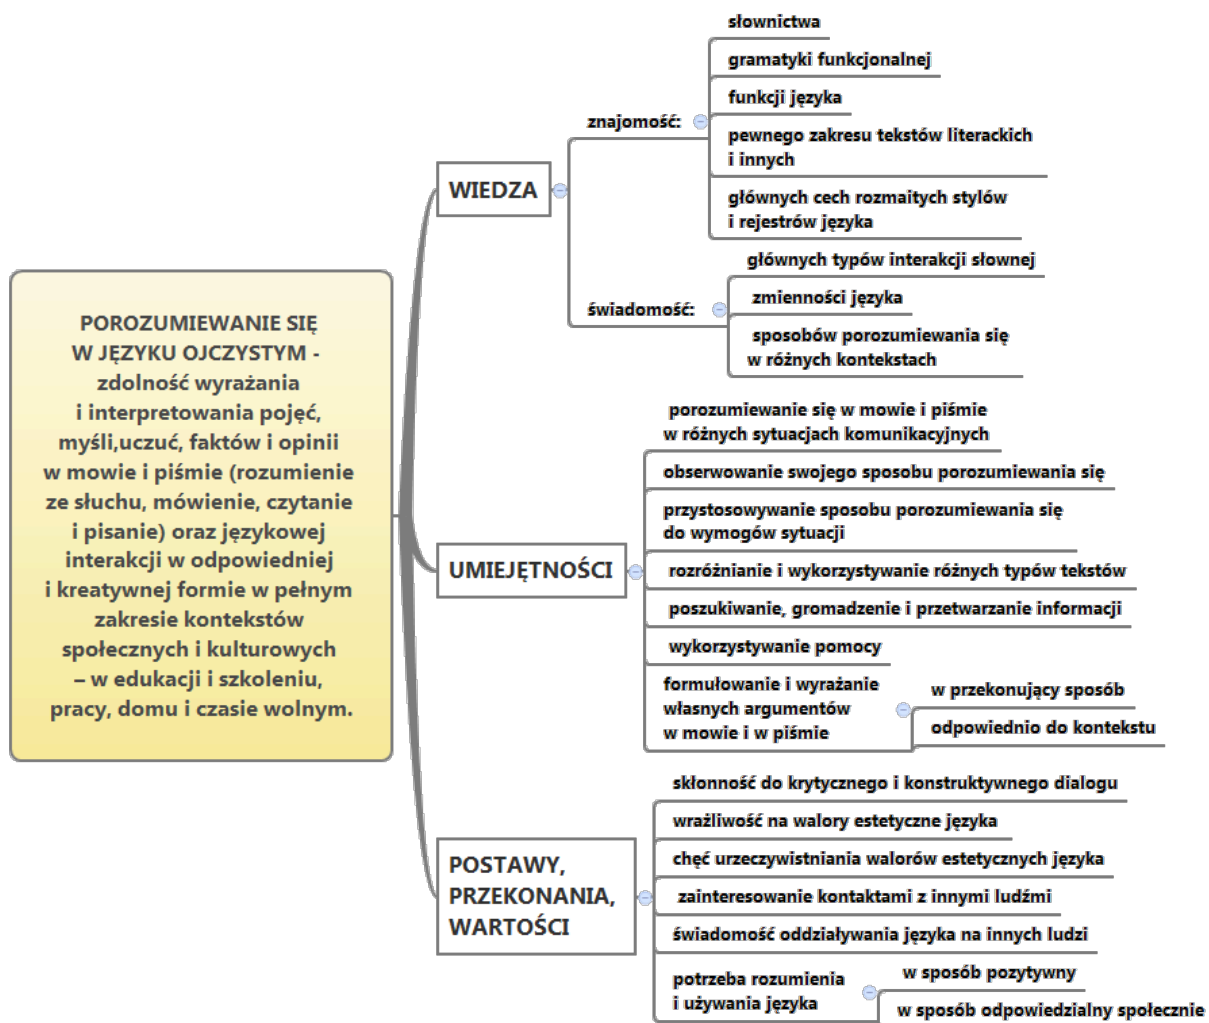 POROZUMIEWANIE SIĘ
W JĘZYKU OJCZYSTYM -
zdolność wyrażania
i interpretowania pojęć,
myśli,uczuć, faktów i opinii
w mowie i piśmie (rozumienie
ze słuchu, mówienie, czytanie
i pisanie) oraz językowej
interakcji w odpowiedniej
i kreatywnej formie w pełnym
zakresie kontekstów
społecznych i kulturowych
– w edukacji i szkoleniu,
pracy, domu i czasie wolnym.
WIEDZA
znajomość:
słownictwa
gramatyki funkcjonalnej
funkcji języka
pewnego zakresu tekstów literackich
i innych
głównych cech rozmaitych stylów
i rejestrów języka
świadomość:
głównych typów interakcji słownej
zmienności języka
sposobów porozumiewania się
w różnych kontekstach
UMIEJĘTNOŚCI
porozumiewanie się w mowie i piśmie
w różnych sytuacjach komunikacyjnych
obserwowanie swojego sposobu porozumiewania się
przystosowywanie sposobu porozumiewania się
do wymogów sytuacji
rozróżnianie i wykorzystywanie różnych typów tekstów
poszukiwanie, gromadzenie i przetwarzanie informacji
wykorzystywanie pomocy
formułowanie i wyrażanie
własnych argumentów
w mowie i w piśmie
w przekonujący sposób
odpowiednio do kontekstu
POSTAWY,
PRZEKONANIA,
WARTOŚCI
skłonność do krytycznego i konstruktywnego dialogu
wrażliwość na walory estetyczne języka
chęć urzeczywistniania walorów estetycznych języka
zainteresowanie kontaktami z innymi ludźmi
świadomość oddziaływania języka na innych ludzi
potrzeba rozumienia
i używania języka
w sposób pozytywny
w sposób odpowiedzialny społecznie